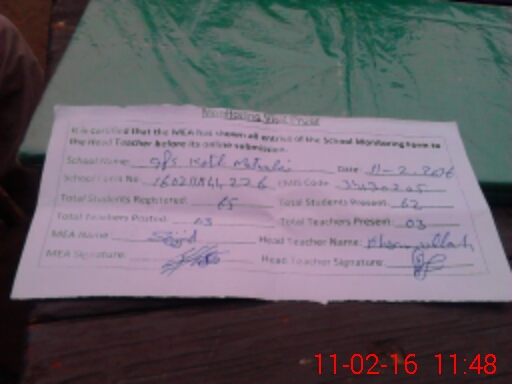 Monitoring Visit Proof
It is certified that the MEA has shown all entries of the School Monitoring Form to
the Head Teacher before its online submission.
School Name: GPS Date: 11-2-2016
School Unic No: EMIS Code:
Total Students Registered: 65 Total Students Present: 62
Total Teachers Posted: 03 Total Teachers Present: 03
MEA Name: Sajid Head Teacher Name:
MEA Signature: Head Teacher Signature:
11-02-16 11:48